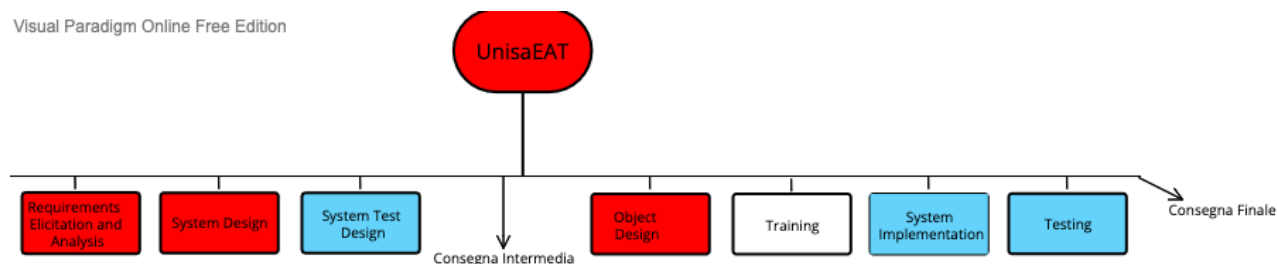 Visual Paradigm Online Free Edition
UnisaEAT
Requirements
Elicitation and
Analysis
System Design
System Test
Design
Consegna Intermedia
Object
Design
Training
System
Implementation
Testing
Consegna Finale